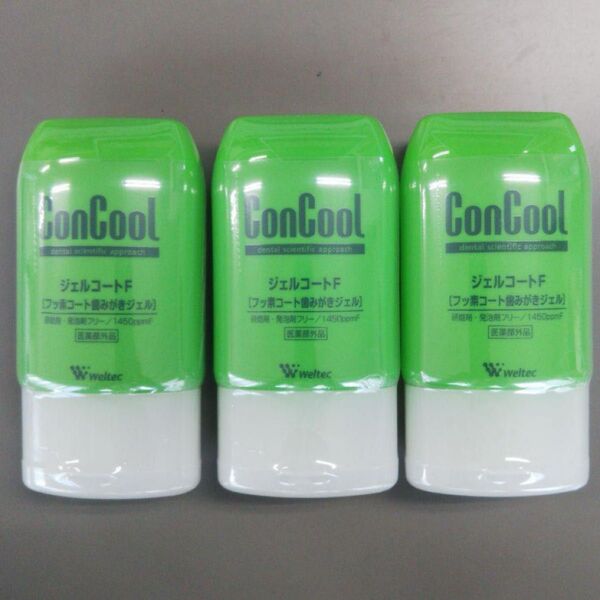 ConCool
dental scientific approach
ジェルコートF
[フッ素コート歯みがきジェル]
研磨剤・発泡剤フリー/1450ppmF
医薬部外品
Weltec
ConCool
dental scientific approach
ジェルコートF
[フッ素コート歯みがきジェル]
研磨剤・発泡剤フリー/1450ppmF
医薬部外品
Weltec
ConCool
dental scientific approach
ジェルコートF
[フッ素コート歯みがきジェル]
研磨剤・発泡剤フリー/1450ppmF
医薬部外品
Weltec